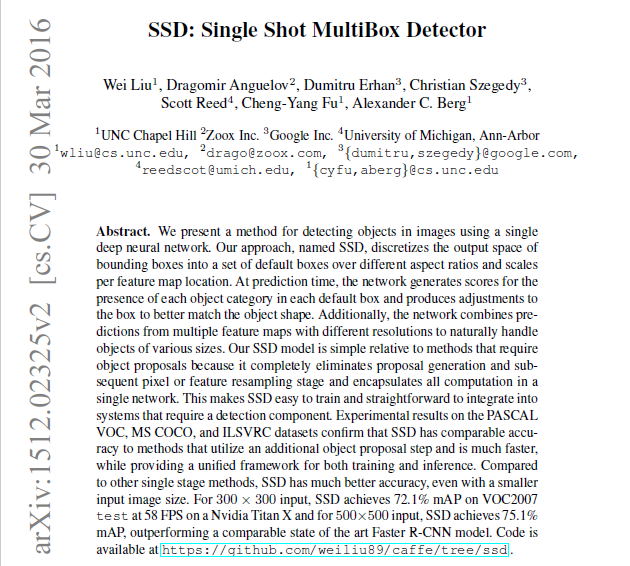 SSD: Single Shot MultiBox Detector
Wei Liu¹, Dragomir Anguelov², Dumitru Erhan³, Christian Szegedy³,
Scott Reed⁴, Cheng-Yang Fu¹, Alexander C. Berg¹
¹UNC Chapel Hill ²Zoox Inc. ³Google Inc. ⁴University of Michigan, Ann-Arbor
¹wliu@cs.unc.edu, ²drago@zoox.com, ³{dumitru,szegedy}@google.com,
⁴reedscot@umich.edu, ¹{cyfu,aberg}@cs.unc.edu
Abstract. We present a method for detecting objects in images using a single
deep neural network. Our approach, named SSD, discretizes the output space of
bounding boxes into a set of default boxes over different aspect ratios and scales
per feature map location. At prediction time, the network generates scores for the
presence of each object category in each default box and produces adjustments to
the box to better match the object shape. Additionally, the network combines pre-
dictions from multiple feature maps with different resolutions to naturally handle
objects of various sizes. Our SSD model is simple relative to methods that require
object proposals because it completely eliminates proposal generation and sub-
sequent pixel or feature resampling stage and encapsulates all computation in a
single network. This makes SSD easy to train and straightforward to integrate into
systems that require a detection component. Experimental results on the PASCAL
VOC, MS COCO, and ILSVRC datasets confirm that SSD has comparable accu-
racy to methods that utilize an additional object proposal step and is much faster,
while providing a unified framework for both training and inference. Compared
to other single stage methods, SSD has much better accuracy, even with a smaller
input image size. For 300 × 300 input, SSD achieves 72.1% mAP on VOC2007
test at 58 FPS on a Nvidia Titan X and for 500×500 input, SSD achieves 75.1%
mAP, outperforming a comparable state of the art Faster R-CNN model. Code is
available at https://github.com/weiliu89/caffe/tree/ssd.
arXiv:1512.02325v2 [cs.CV] 30 Mar 2016